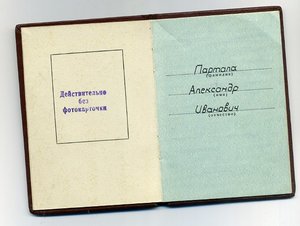 Действительно
без
фотокарточки
Партала
(ФАМИЛИЯ)
Александр
(ИМЯ)
Иванович
(ОТЧЕСТВО)